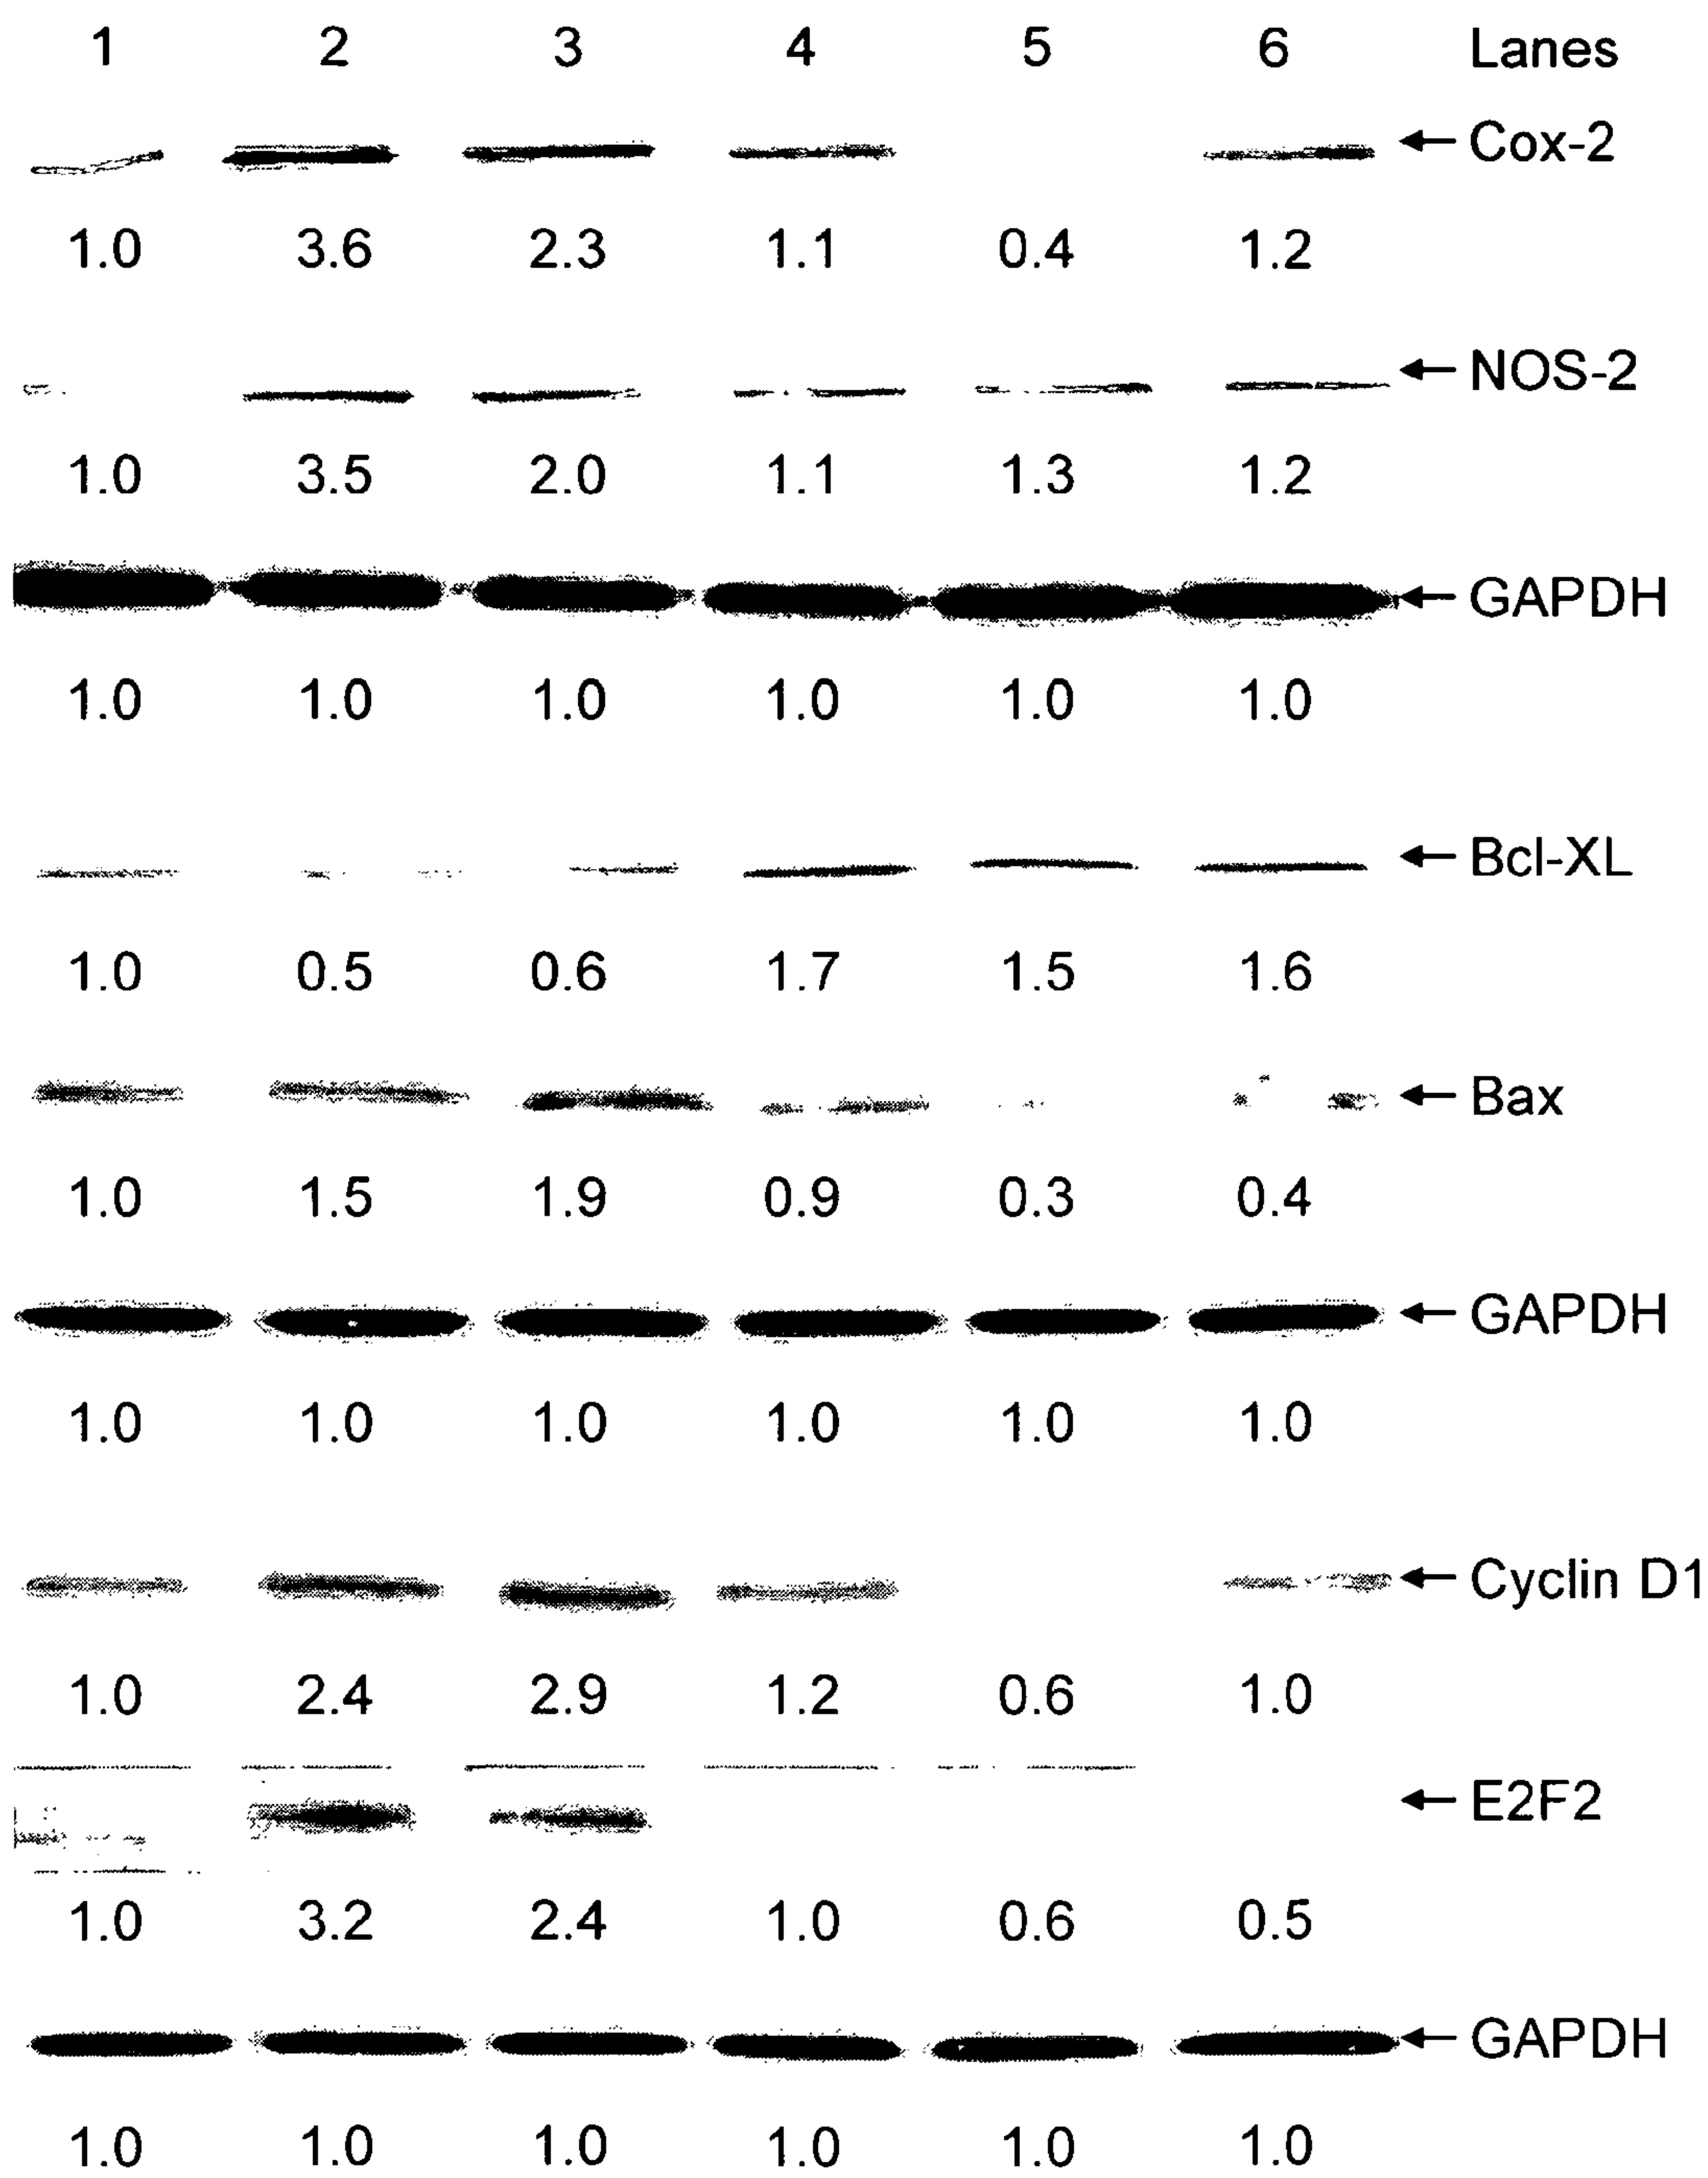 1 2 3 4 5 6 Lanes
Cox-2
1.0 3.6 2.3 1.1 0.4 1.2
NOS-2
1.0 3.5 2.0 1.1 1.3 1.2
GAPDH
1.0 1.0 1.0 1.0 1.0 1.0
Bcl-XL
1.0 0.5 0.6 1.7 1.5 1.6
Bax
1.0 1.5 1.9 0.9 0.3 0.4
GAPDH
1.0 1.0 1.0 1.0 1.0 1.0
Cyclin D1
1.0 2.4 2.9 1.2 0.6 1.0
E2F2
1.0 3.2 2.4 1.0 0.6 0.5
GAPDH
1.0 1.0 1.0 1.0 1.0 1.0